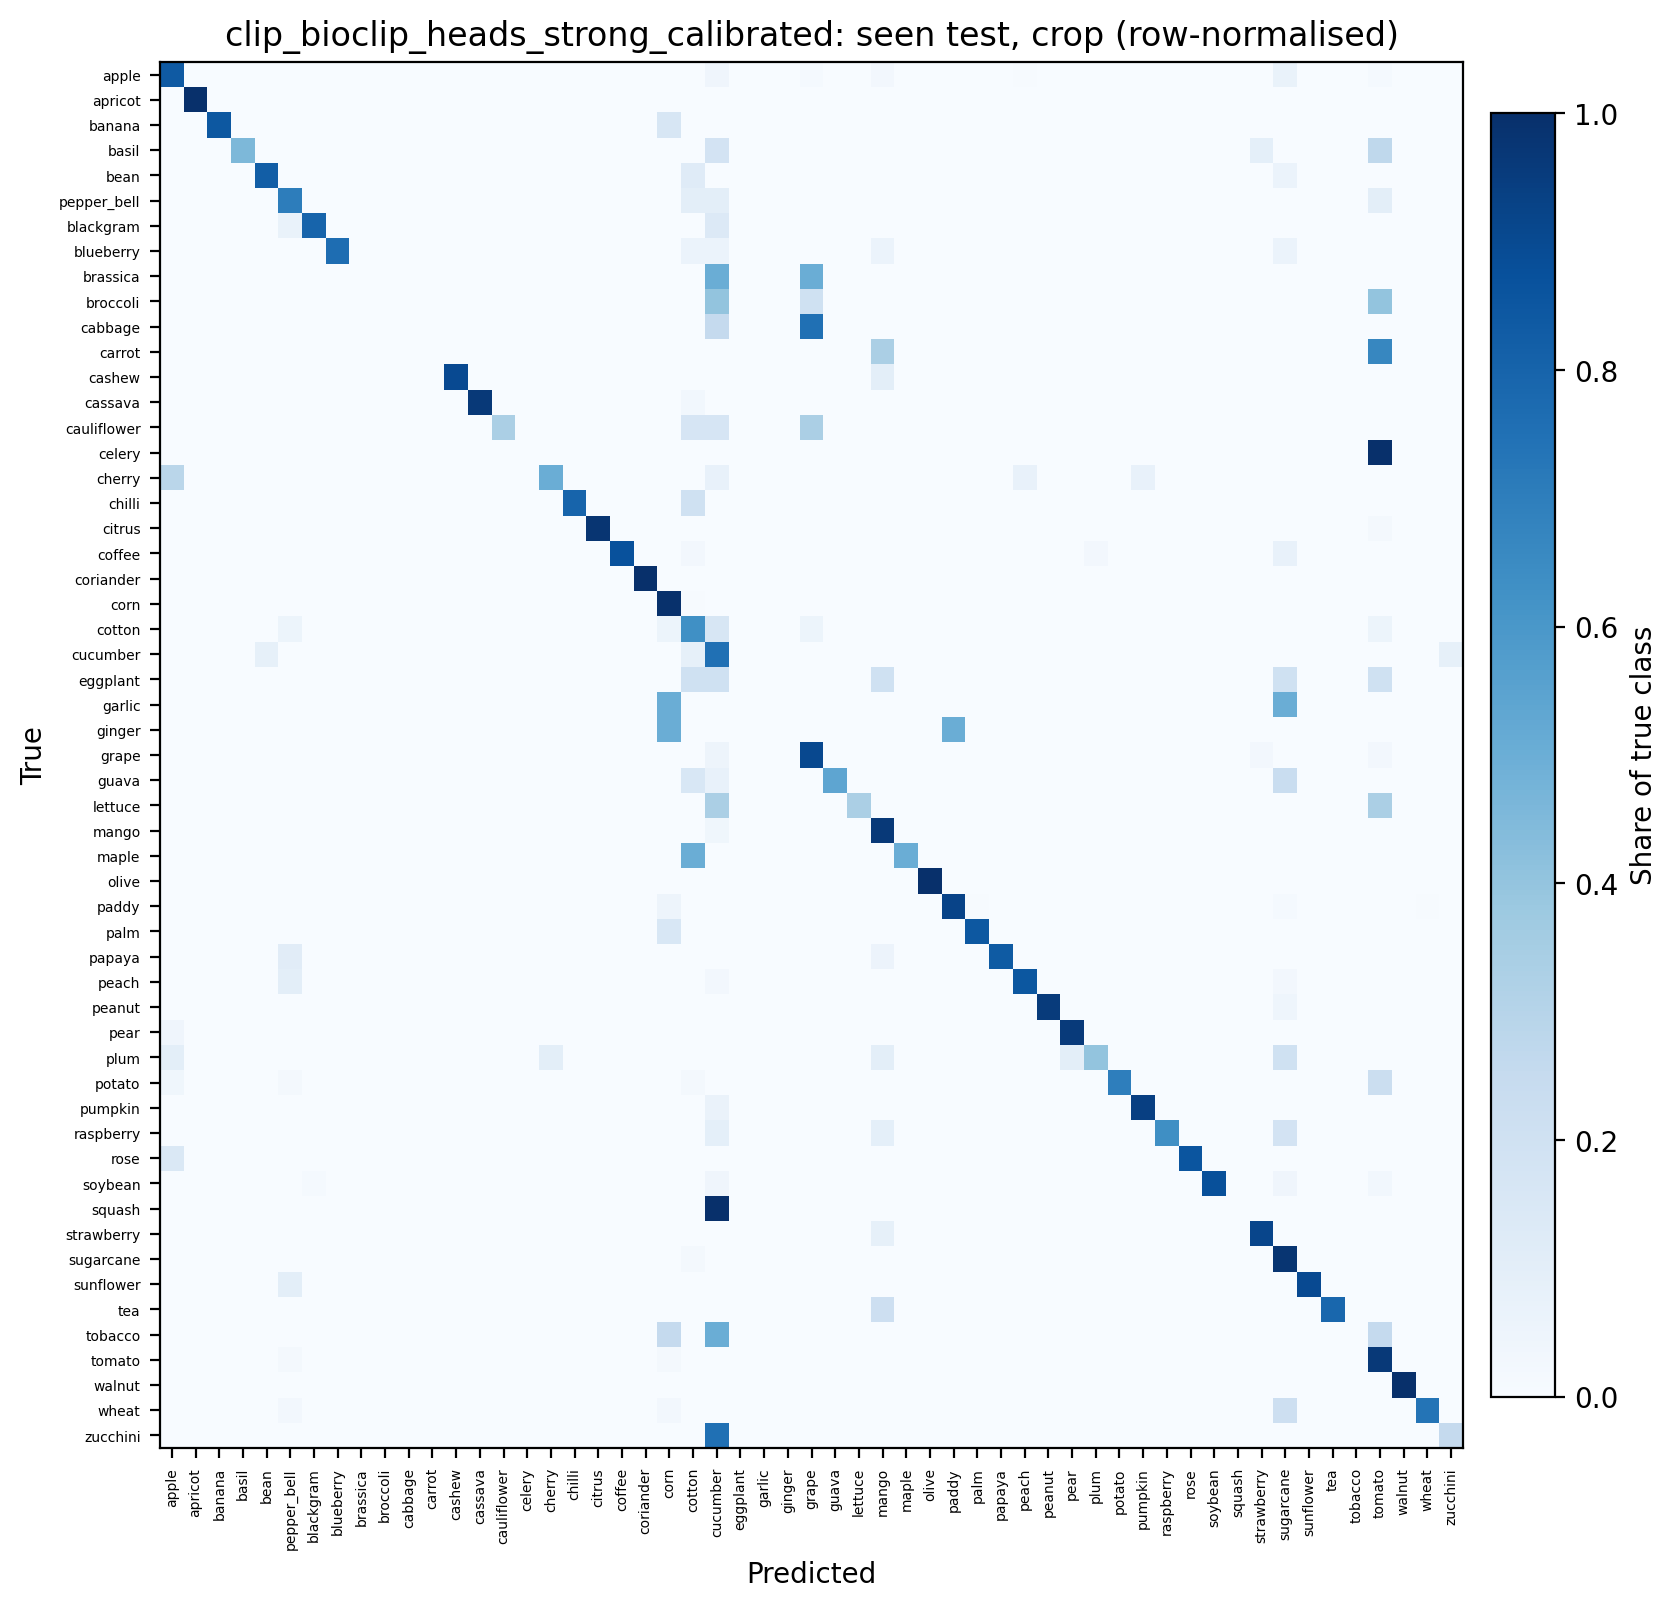 clip_bioclip_heads_strong_calibrated: seen test, crop (row-normalised)
True
apple
apricot
banana
basil
bean
pepper_bell
blackgram
blueberry
brassica
broccoli
cabbage
carrot
cashew
cassava
cauliflower
celery
cherry
chilli
citrus
coffee
coriander
corn
cotton
cucumber
eggplant
garlic
ginger
grape
guava
lettuce
mango
maple
olive
paddy
palm
papaya
peach
peanut
pear
plum
potato
pumpkin
raspberry
rose
soybean
squash
strawberry
sugarcane
sunflower
tea
tobacco
tomato
walnut
wheat
zucchini
apple
apricot
banana
basil
bean
pepper_bell
blackgram
blueberry
brassica
broccoli
cabbage
carrot
cashew
cassava
cauliflower
celery
cherry
chilli
citrus
coffee
coriander
corn
cotton
cucumber
eggplant
garlic
ginger
grape
guava
lettuce
mango
maple
olive
paddy
palm
papaya
peach
peanut
pear
plum
potato
pumpkin
raspberry
rose
soybean
squash
strawberry
sugarcane
sunflower
tea
tobacco
tomato
walnut
wheat
zucchini
Predicted
1.0
0.8
0.6
0.4
0.2
0.0
Share of true class